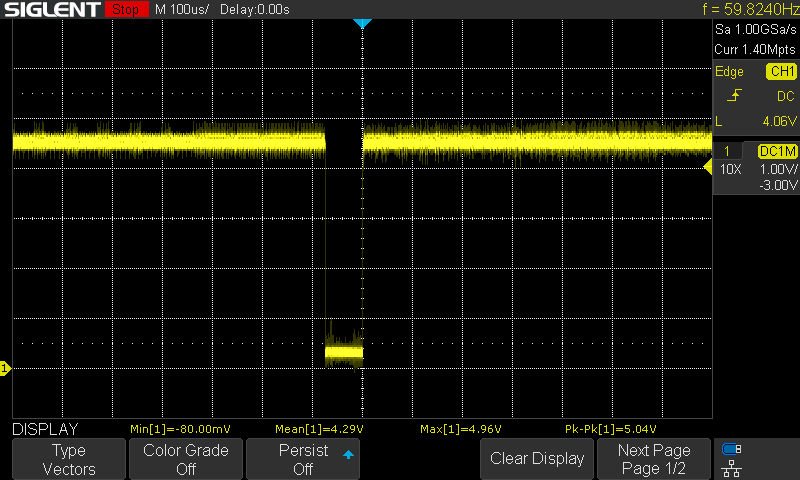 SIGLENT Stop M 100us/ Delay:0.00s f = 59.8240Hz
Sa 1.00GSa/s
Curr 1.40Mpts
Edge CH1
DC
L 4.06V
1 DC1M
10X 1.00V/
-3.00V
1
DISPLAY Min[1]=-80.00mV Mean[1]=4.29V Max[1]=4.96V Pk-Pk[1]=5.04V
Type Color Grade Persist Clear Display Next Page
Vectors Off Off Page 1/2